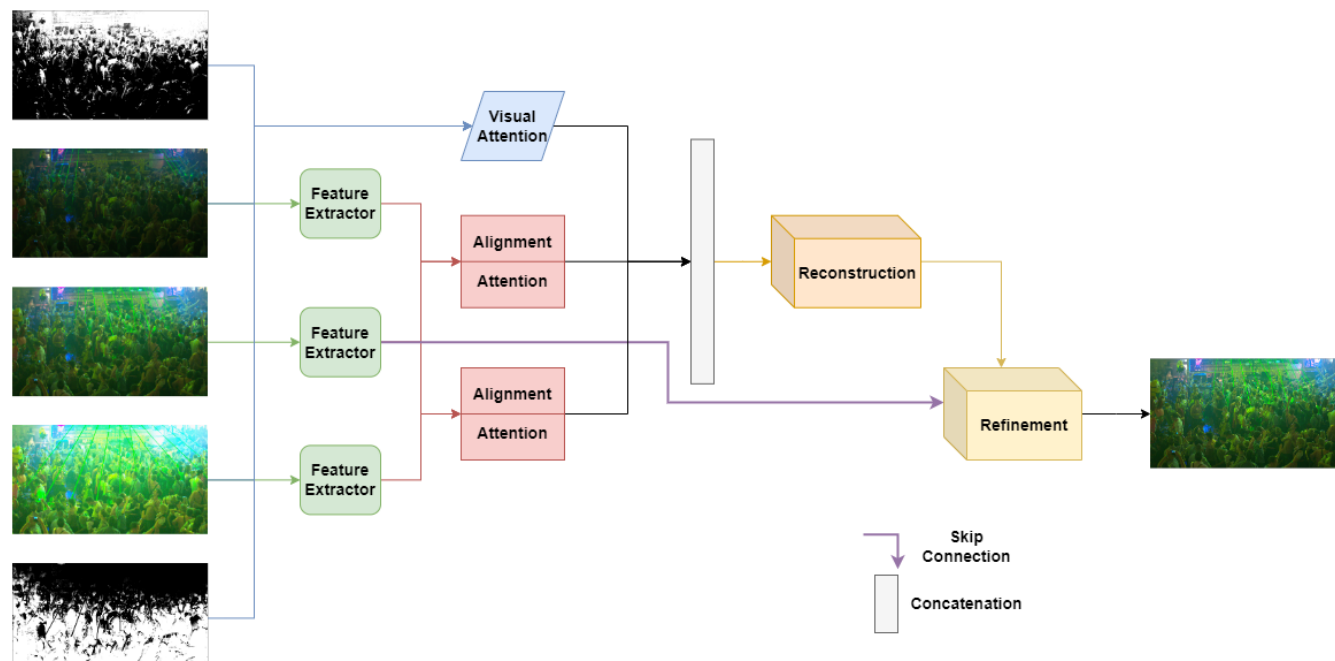 Visual
Attention
Feature
Extractor
Alignment
Attention
Reconstruction
Feature
Extractor
Alignment
Attention
Refinement
Feature
Extractor
Skip
Connection
Concatenation